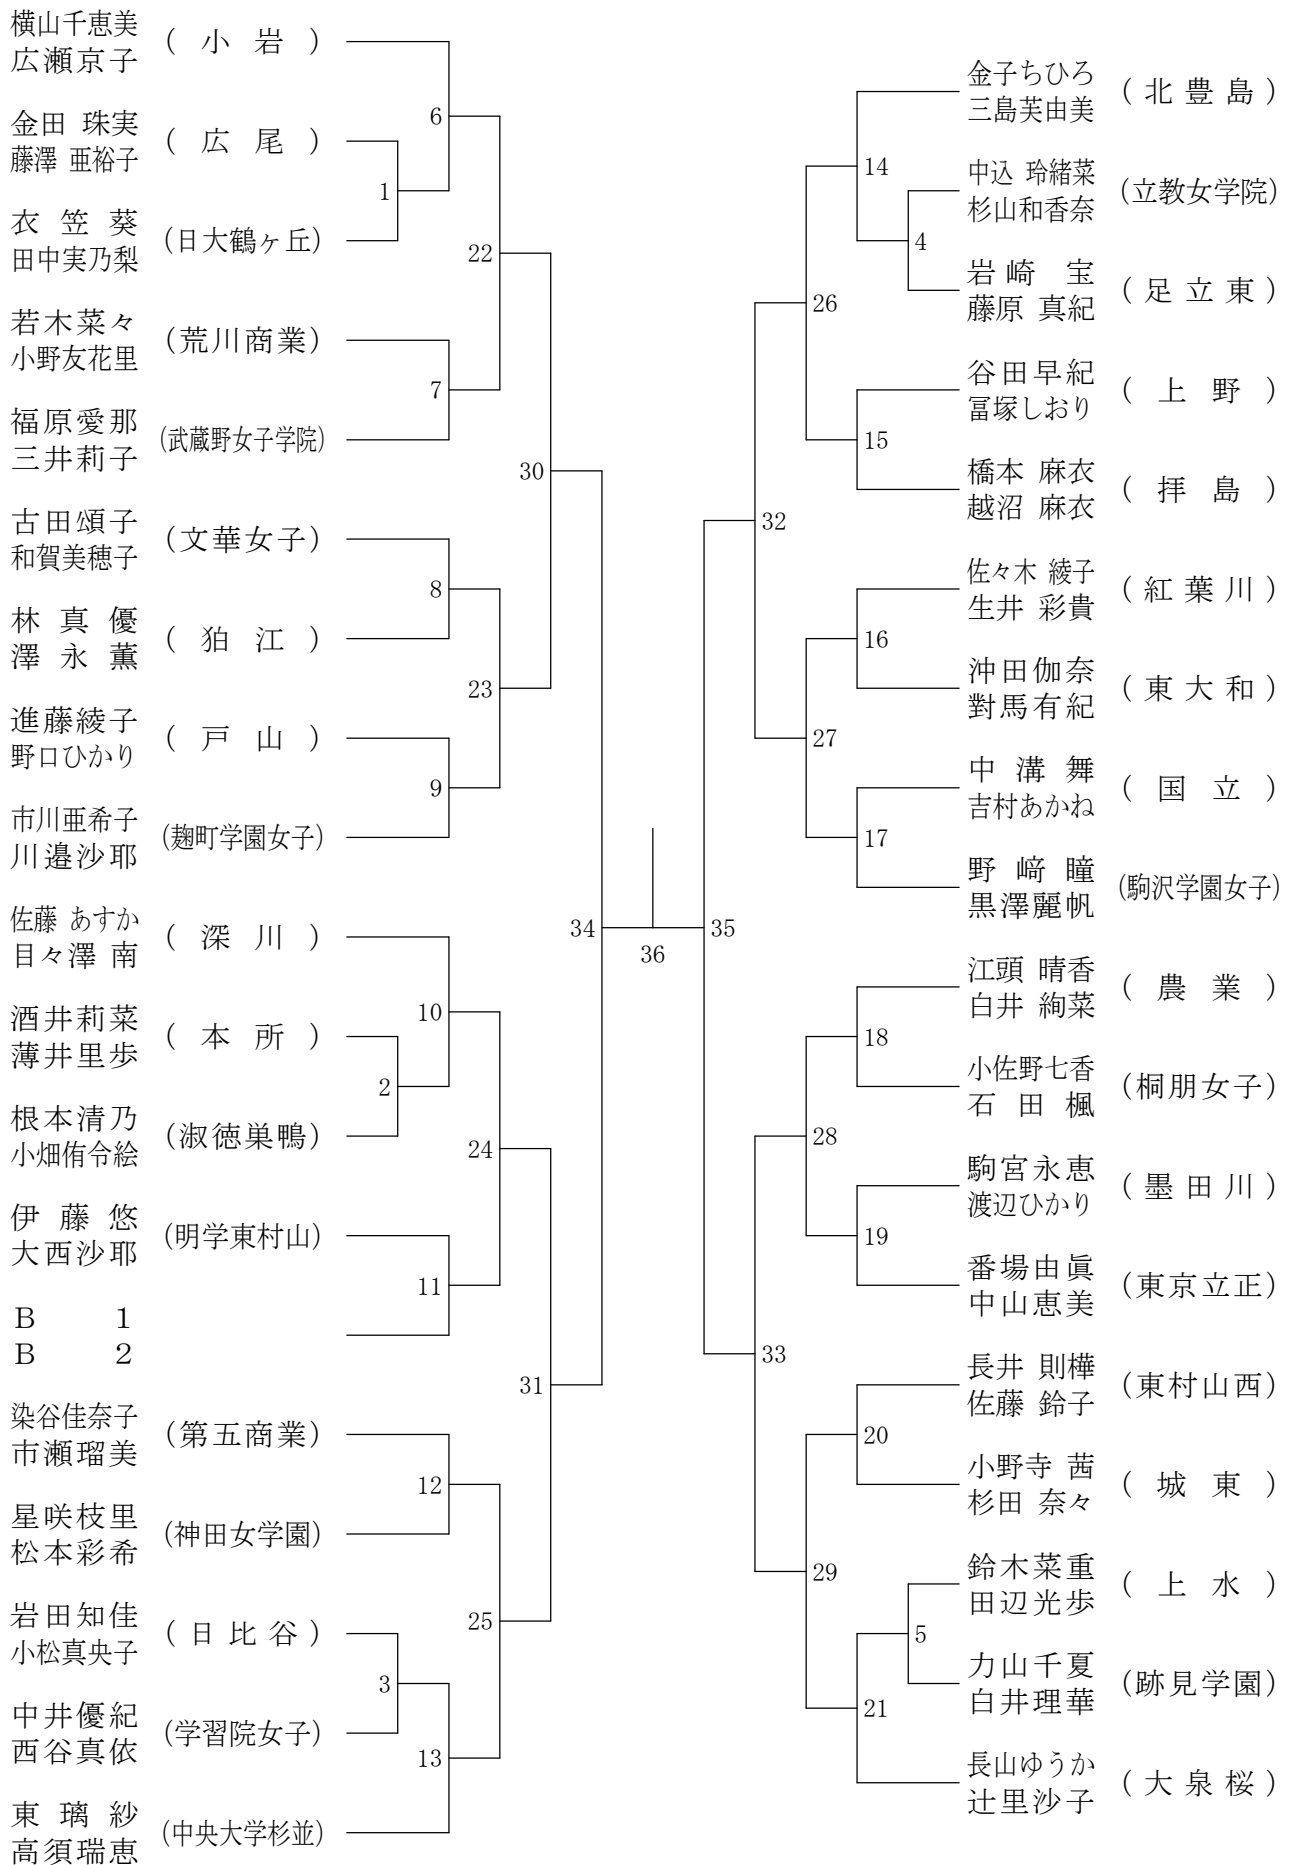 横山千恵美
広瀬京子
(小岩)
金田 珠実
藤澤 亜裕子
(広尾)
衣笠葵
田中実乃梨
(日大鶴ヶ丘)
若木菜々
小野友花里
(荒川商業)
福原愛那
三井莉子
(武蔵野女子学院)
古田頌子
和賀美穂子
(文華女子)
林真優
澤永薫
(狛江)
進藤綾子
野口ひかり
(戸山)
市川亜希子
川邉沙耶
(麹町学園女子)
佐藤 あすか
目々澤 南
(深川)
酒井莉菜
薄井里歩
(本所)
根本清乃
小畑侑令絵
(淑徳巣鴨)
伊藤悠
大西沙耶
(明学東村山)
B 1
B 2
染谷佳奈子
市瀬瑠美
(第五商業)
星咲枝里
松本彩希
(神田女学園)
岩田知佳
小松真央子
(日比谷)
中井優紀
西谷真依
(学習院女子)
東璃紗
高須瑞恵
(中央大学杉並)
6
1
22
7
30
8
23
9
34
10
2
24
11
31
12
25
3
13
36
35
14
4
26
15
32
16
27
17
18
28
19
33
20
29
5
21
金子ちひろ
三島芙由美
(北豊島)
中込 玲緒菜
杉山和香奈
(立教女学院)
岩崎 宝
藤原 真紀
(足立東)
谷田早紀
冨塚しおり
(上野)
橋本 麻衣
越沼 麻衣
(拝島)
佐々木 綾子
生井 彩貴
(紅葉川)
沖田伽奈
對馬有紀
(東大和)
中溝舞
吉村あかね
(国立)
野﨑瞳
黒澤麗帆
(駒沢学園女子)
江頭 晴香
白井 絢菜
(農業)
小佐野七香
石田楓
(桐朋女子)
駒宮永恵
渡辺ひかり
(墨田川)
番場由眞
中山恵美
(東京立正)
長井 則樺
佐藤 鈴子
(東村山西)
小野寺 茜
杉田 奈々
(城東)
鈴木菜重
田辺光歩
(上水)
力山千夏
白井理華
(跡見学園)
長山ゆうか
辻里沙子
(大泉桜)